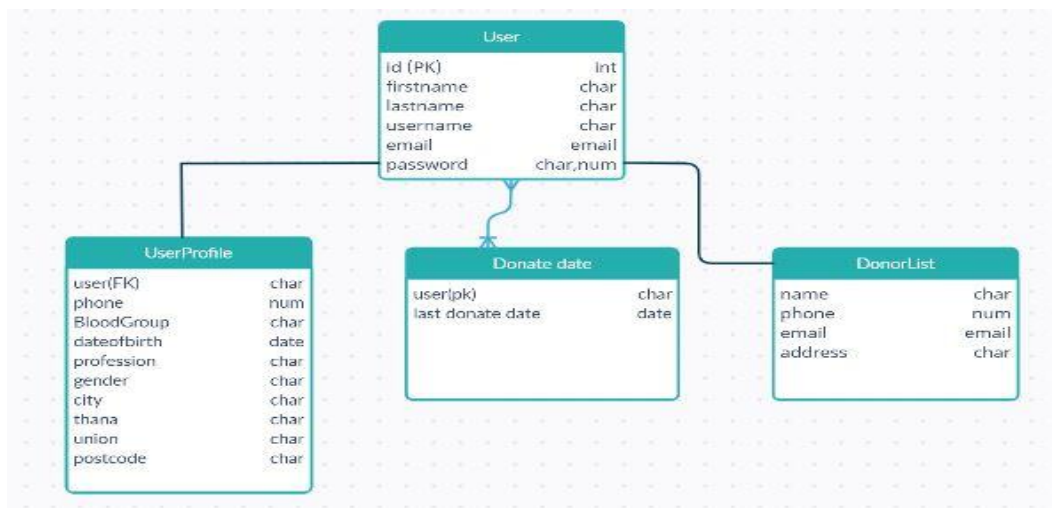 User
id (PK) int
firstname char
lastname char
username char
email email
password char,num
UserProfile
user(FK) char
phone num
BloodGroup char
dateofbirth date
profession char
gender char
city char
thana char
union char
postcode char
Donate date
user(pk) char
last donate date date
DonorList
name char
phone num
email email
address char